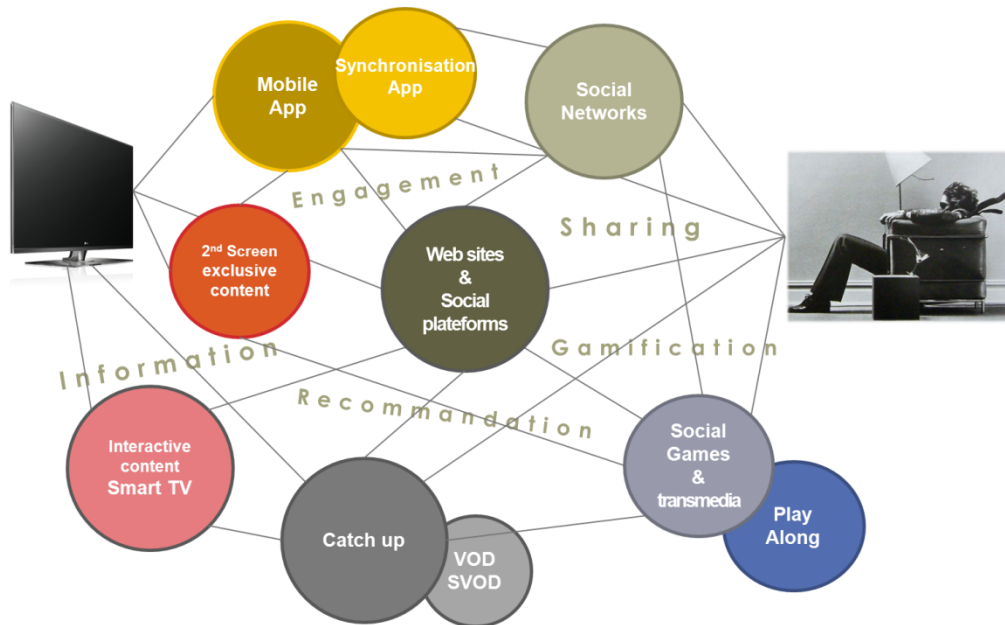 Mobile
App
Synchronisation
App
Social
Networks
Engagement
Sharing
2nd Screen
exclusive
content
Web sites
&
Social
plateforms
Information
Gamification
Recommandation
Interactive
content
Smart TV
Social
Games
&
transmedia
Catch up
VOD
SVOD
Play
Along